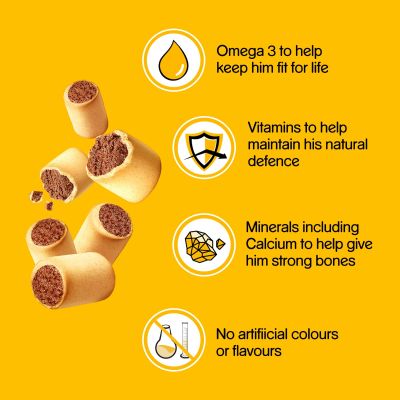 Omega 3 to help
keep him fit for life
Vitamins to help
maintain his natural
defence
Minerals including
Calcium to help give
him strong bones
No artifiicial colours
or flavours